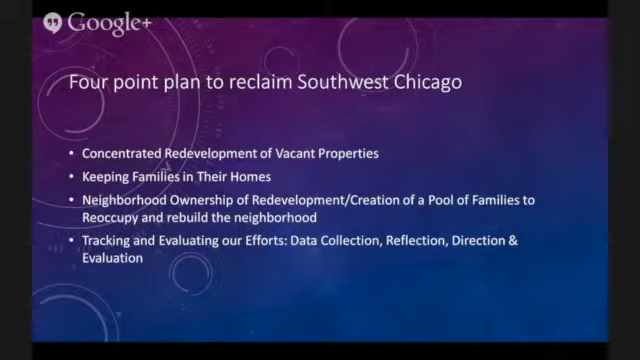 Google+
Four point plan to reclaim Southwest Chicago
• Concentrated Redevelopment of Vacant Properties
• Keeping Families in Their Homes
• Neighborhood Ownership of Redevelopment/Creation of a Pool of Families to
Reoccupy and rebuild the neighborhood
• Tracking and Evaluating our Efforts: Data Collection, Reflection, Direction &
Evaluation